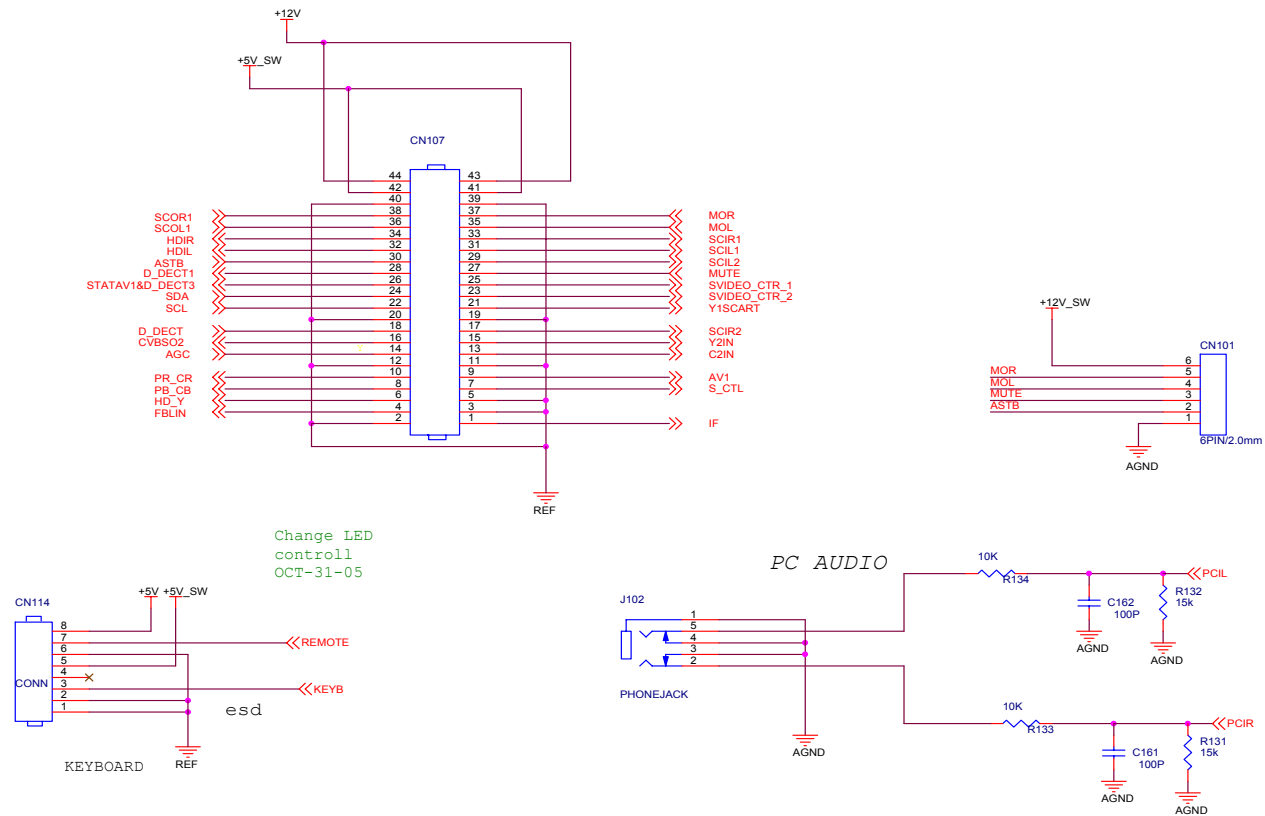 +12V
+5V_SW
CN107
44 43
42 41
40 39
SCOR1 38 37 MOR
SCOL1 36 35 MOL
HDIR 34 33 SCIR1
HDIL 32 31 SCIL1
ASTB 30 29 SCIL2
D_DECT1 28 27 MUTE
STATAV1&D_DECT3 26 25 SVIDEO_CTR_1
SDA 24 23 SVIDEO_CTR_2
SCL 22 21 Y1SCART
20 19
D_DECT 18 17 SCIR2
CVBSO2 16 15 Y2IN
AGC 14 13 C2IN
12 11
PR_CR 10 9 AV1
PB_CB 8 7 S_CTL
HD_Y 6 5
FBLIN 4 3
2 1 IF
REF
+12V_SW
CN101
6
MOR 5
MOL 4
MUTE 3
ASTB 2
1
6PIN/2.0mm
AGND
Change LED
controll
OCT-31-05
CN114
+5V +5V_SW
8
7 REMOTE
6
5
4
CONN
3 KEYB
2
1
esd
KEYBOARD
REF
PC AUDIO
J102
1
5
4
3
2
PHONEJACK
AGND
10K
R134
PCIL
C162
100P
R132
15k
AGND
AGND
10K
R133
PCIR
C161
100P
R131
15k
AGND
AGND